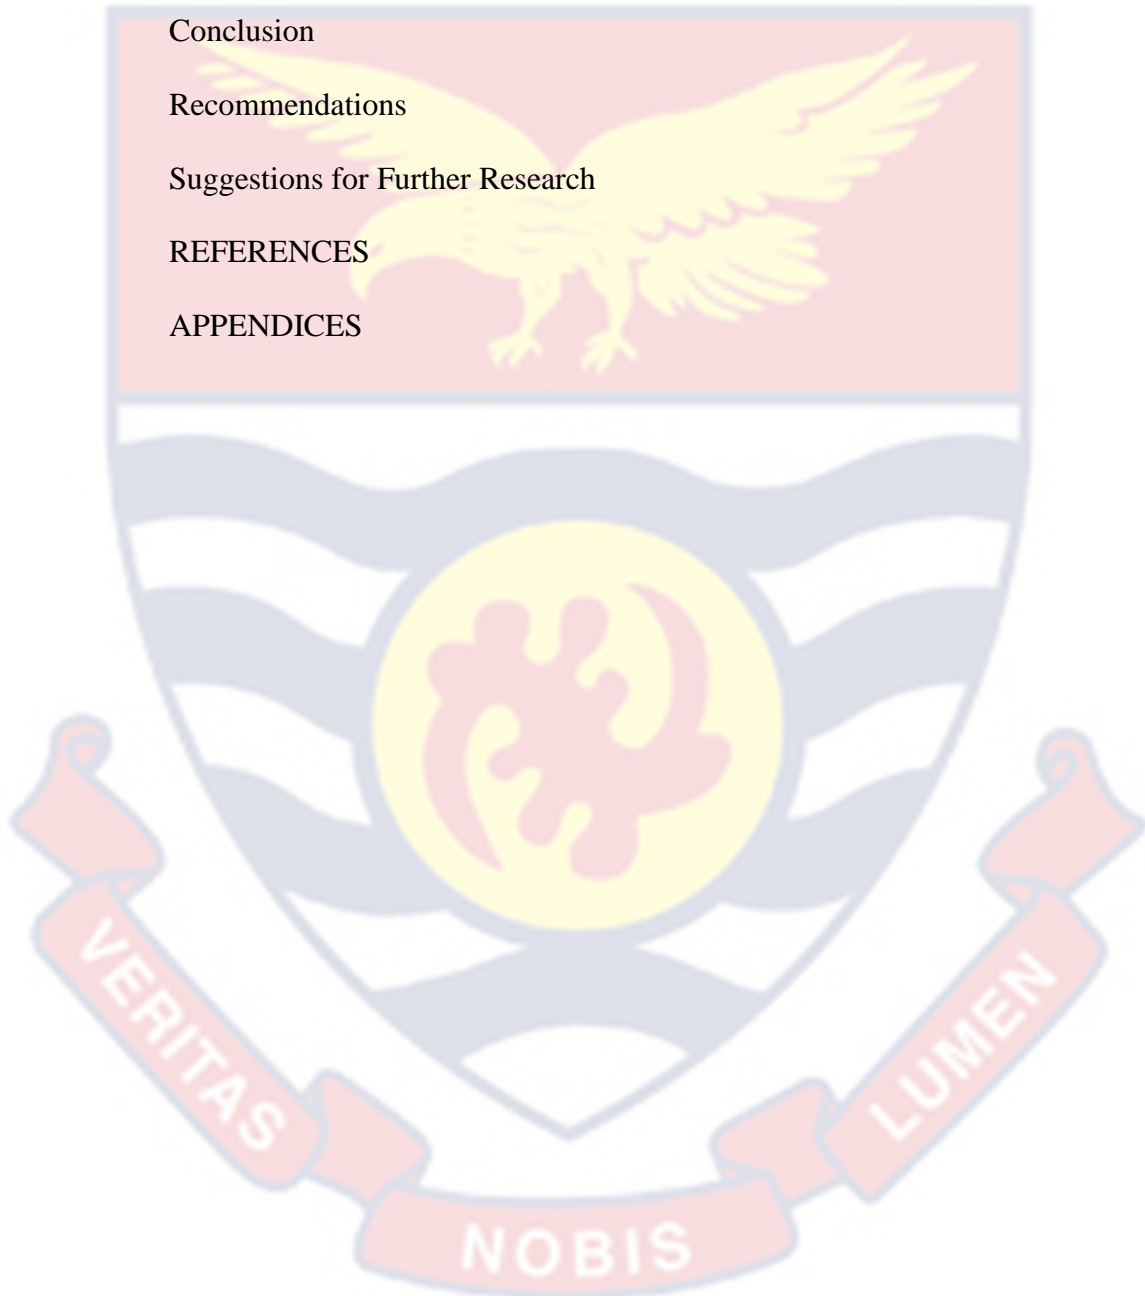 Conclusion
Recommendations
Suggestions for Further Research
REFERENCES
APPENDICES
VERITAS
NOBIS
LUMEN